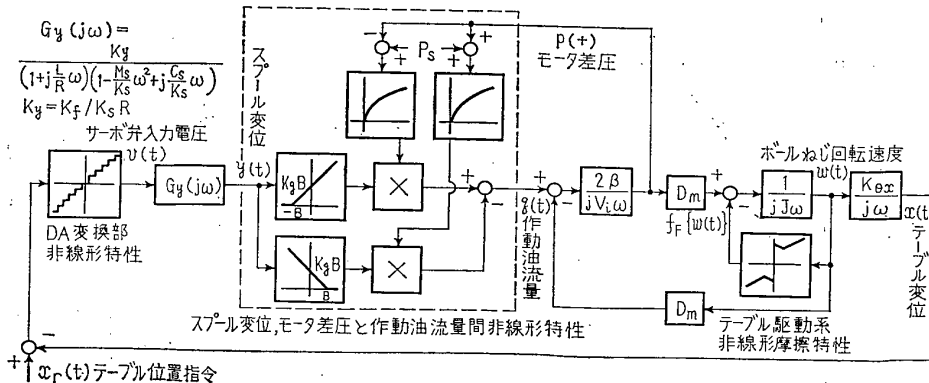 Gy(jω)=
Ky
(1+j L/R ω)(1-Ms/Ks ω²+j Cs/Ks ω)
Ky=Kf/KsR
サーボ弁入力電圧
v(t)
Gy(jω)
DA変換部
非線形特性
スプール変位
y(t)
- + Ps + +
KgB
-B
KgB
B
×
×
+ -
p(t)
モータ差圧
q(t)
作動油流量
+ -
2β
jViω
Dm
+ -
fF{w(t)}
1
jJω
ボールねじ回転速度
w(t)
Kθx
jω
x(t
テーブル変位
Dm
テーブル駆動系
非線形摩擦特性
スプール変位,モータ差圧と作動油流量間非線形特性
- +
xr(t)テーブル位置指令